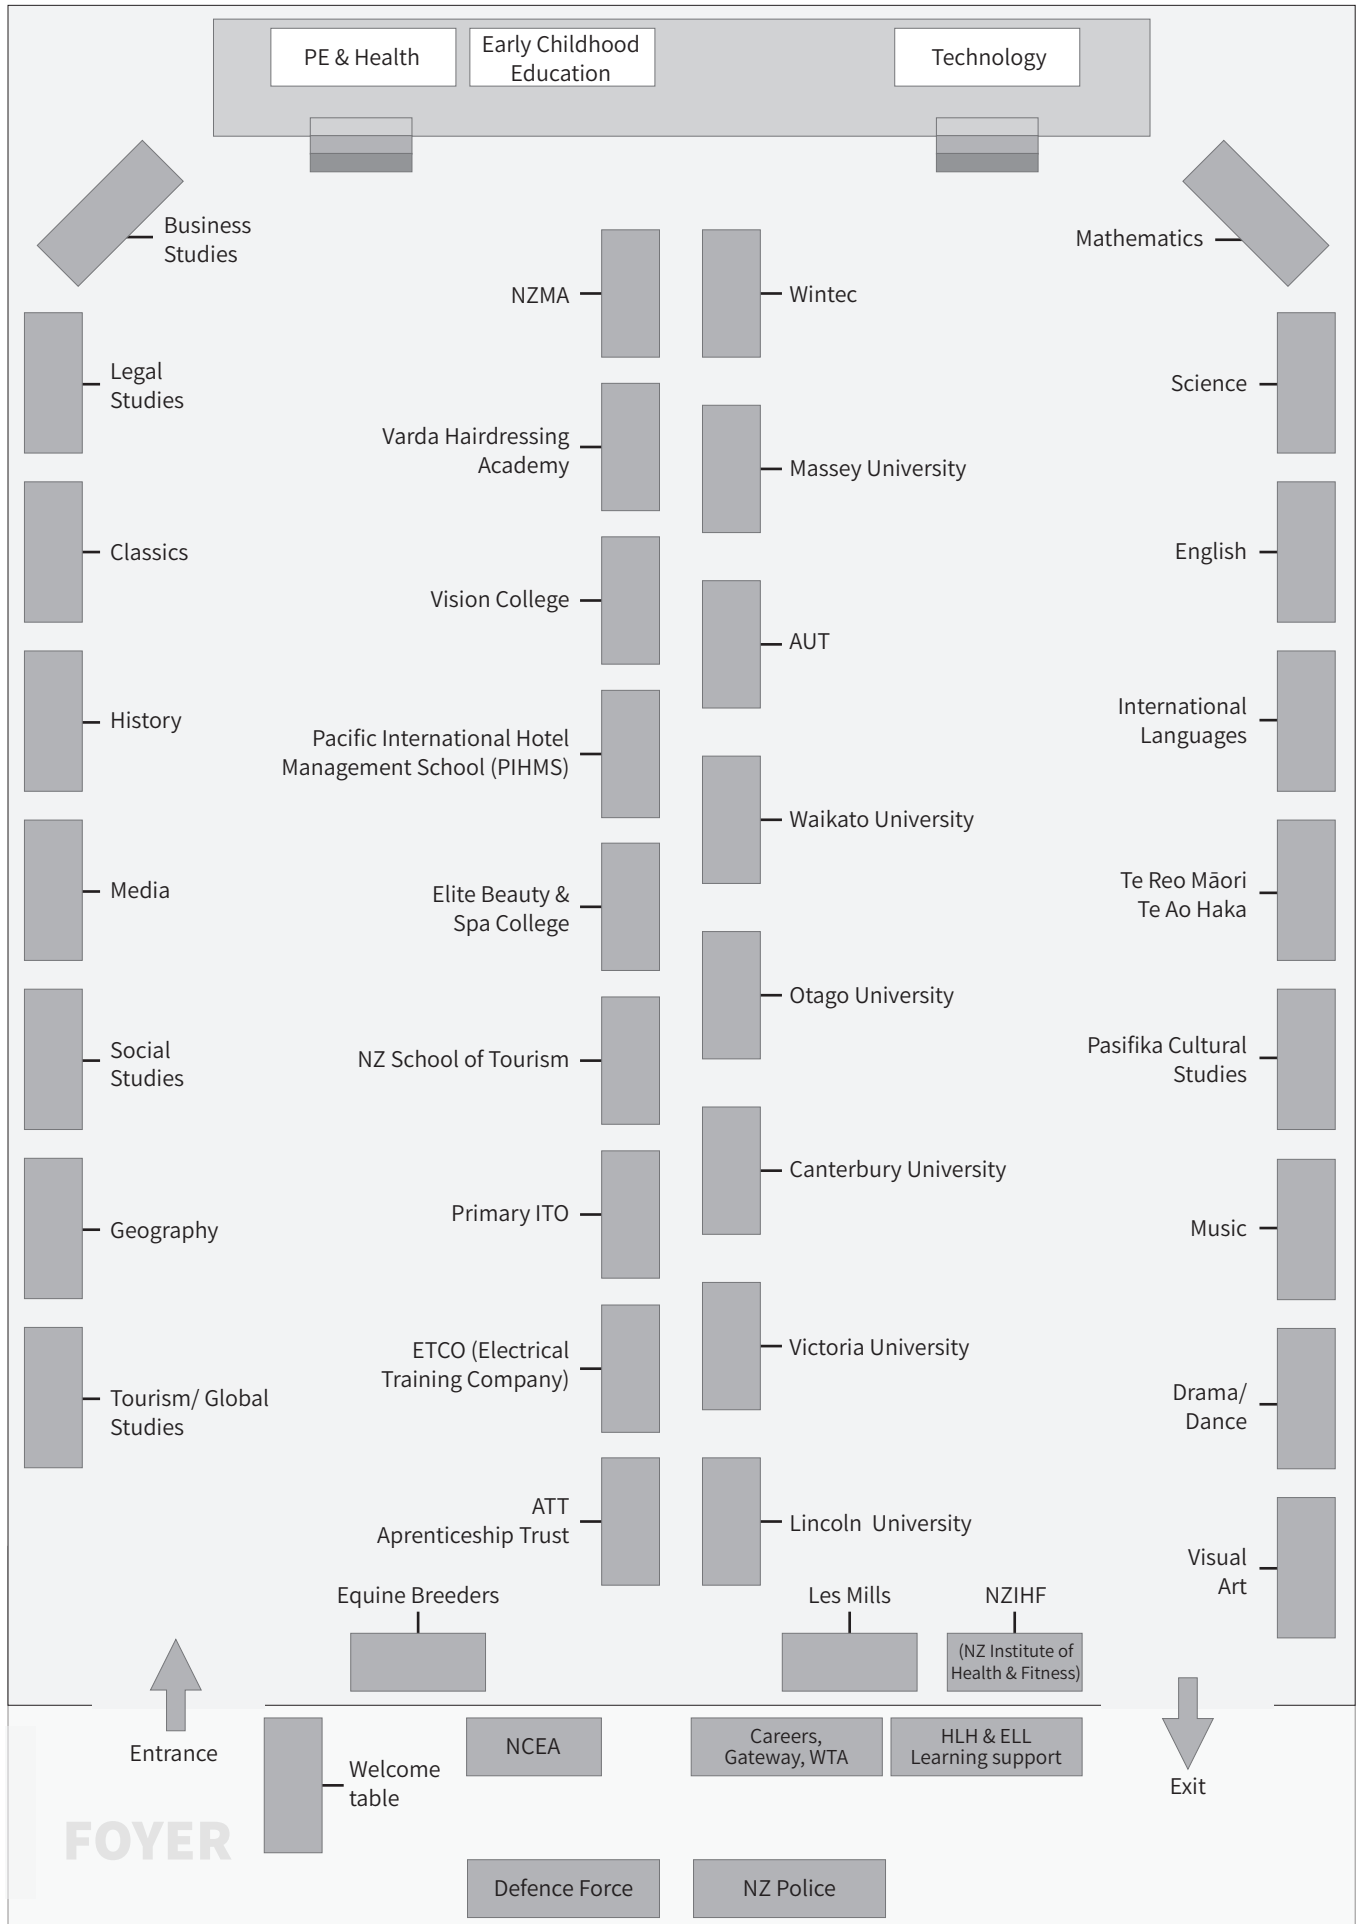 PE & Health
Early Childhood
Education
Technology
Business
Studies
Mathematics
NZMA
Wintec
Legal
Studies
Science
Varda Hairdressing
Academy
Massey University
Classics
English
Vision College
AUT
History
International
Languages
Pacific International Hotel
Management School (PIHMS)
Waikato University
Media
Te Reo Māori
Te Ao Haka
Elite Beauty &
Spa College
Otago University
Social
Studies
NZ School of Tourism
Pasifika Cultural
Studies
Canterbury University
Geography
Primary ITO
Music
Victoria University
ETCO (Electrical
Training Company)
Tourism/ Global
Studies
Drama/
Dance
ATT
Aprenticeship Trust
Lincoln  University
Visual
Art
Equine Breeders
Les Mills
NZIHF
(NZ Institute of
Health & Fitness)
Entrance
Welcome
table
NCEA
Careers,
Gateway, WTA
HLH & ELL
Learning support
Exit
FOYER
Defence Force
NZ Police